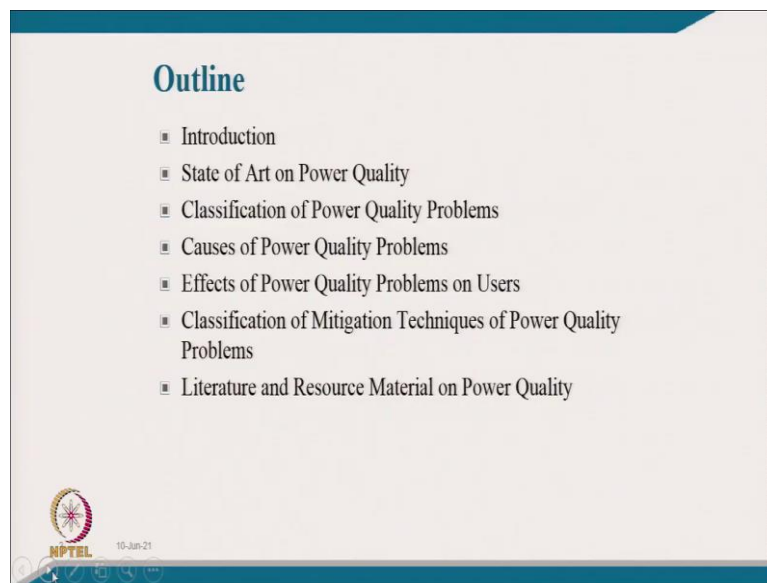 Outline
Introduction
State of Art on Power Quality
Classification of Power Quality Problems
Causes of Power Quality Problems
Effects of Power Quality Problems on Users
Classification of Mitigation Techniques of Power Quality
Problems
Literature and Resource Material on Power Quality
NPTEL
10-Jun-21